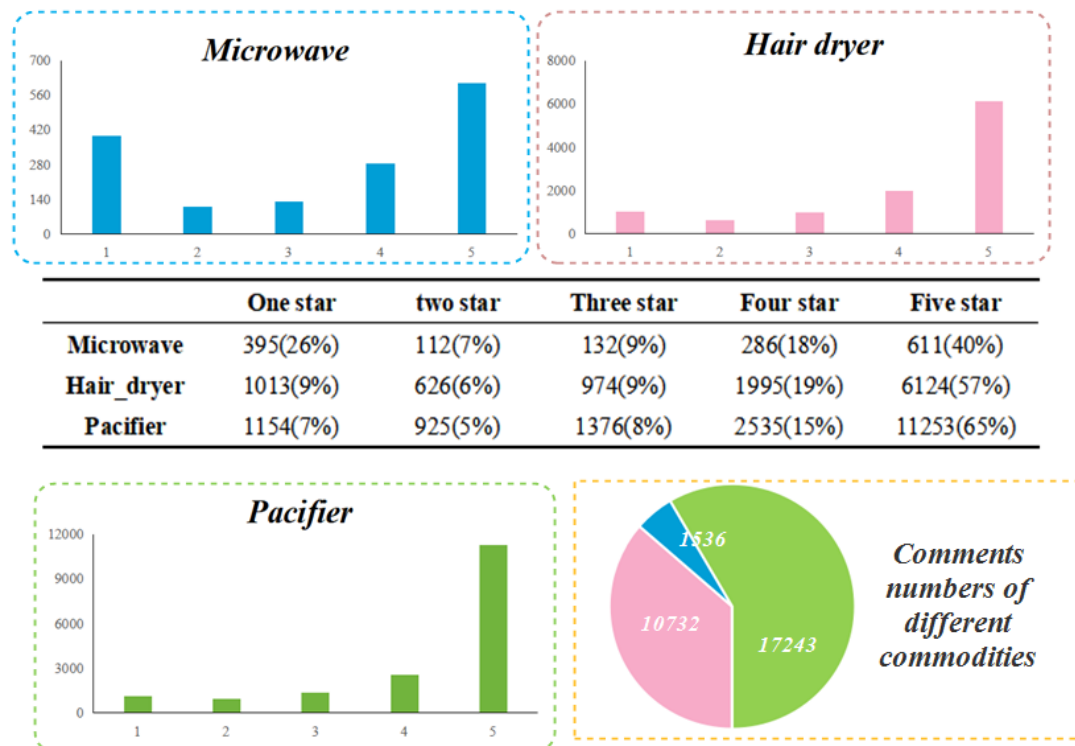 Microwave
700
560
420
280
140
0
1 2 3 4 5
Hair dryer
8000
6000
4000
2000
0
1 2 3 4 5
One star two star Three star Four star Five star
Microwave 395(26%) 112(7%) 132(9%) 286(18%) 611(40%)
Hair_dryer 1013(9%) 626(6%) 974(9%) 1995(19%) 6124(57%)
Pacifier 1154(7%) 925(5%) 1376(8%) 2535(15%) 11253(65%)
Pacifier
12000
9000
6000
3000
0
1 2 3 4 5
1536
10732
17243
Comments
numbers of
different
commodities